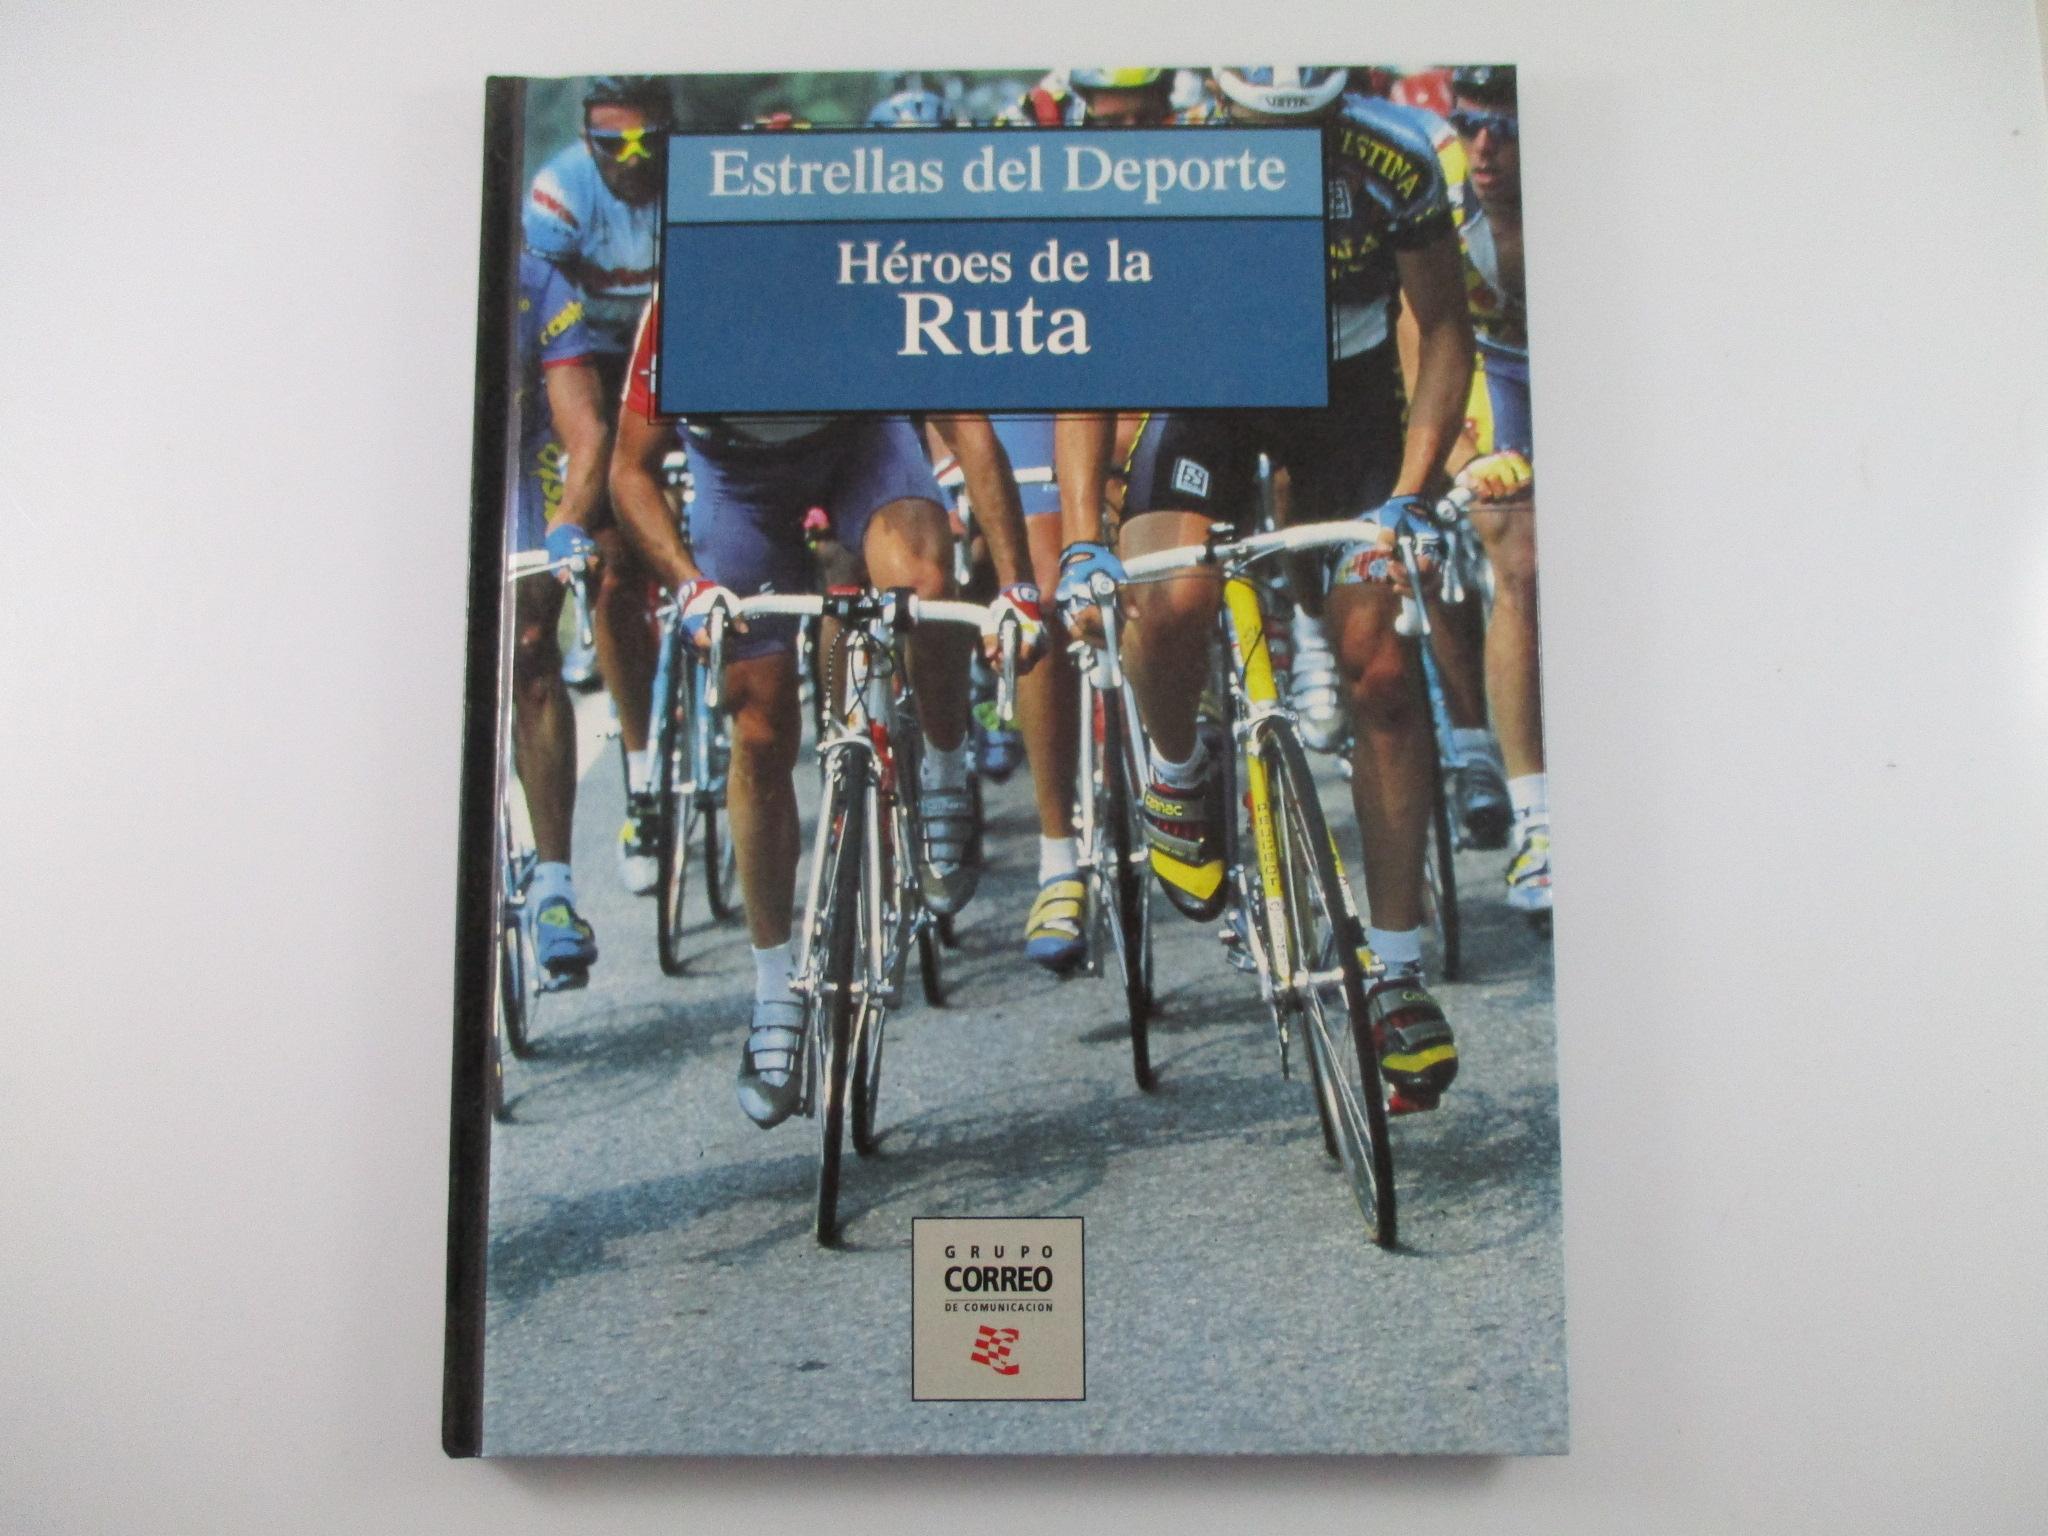 Estrellas del Deporte
Héroes de la
Ruta
GRUPO
CORREO
DE COMUNICACION